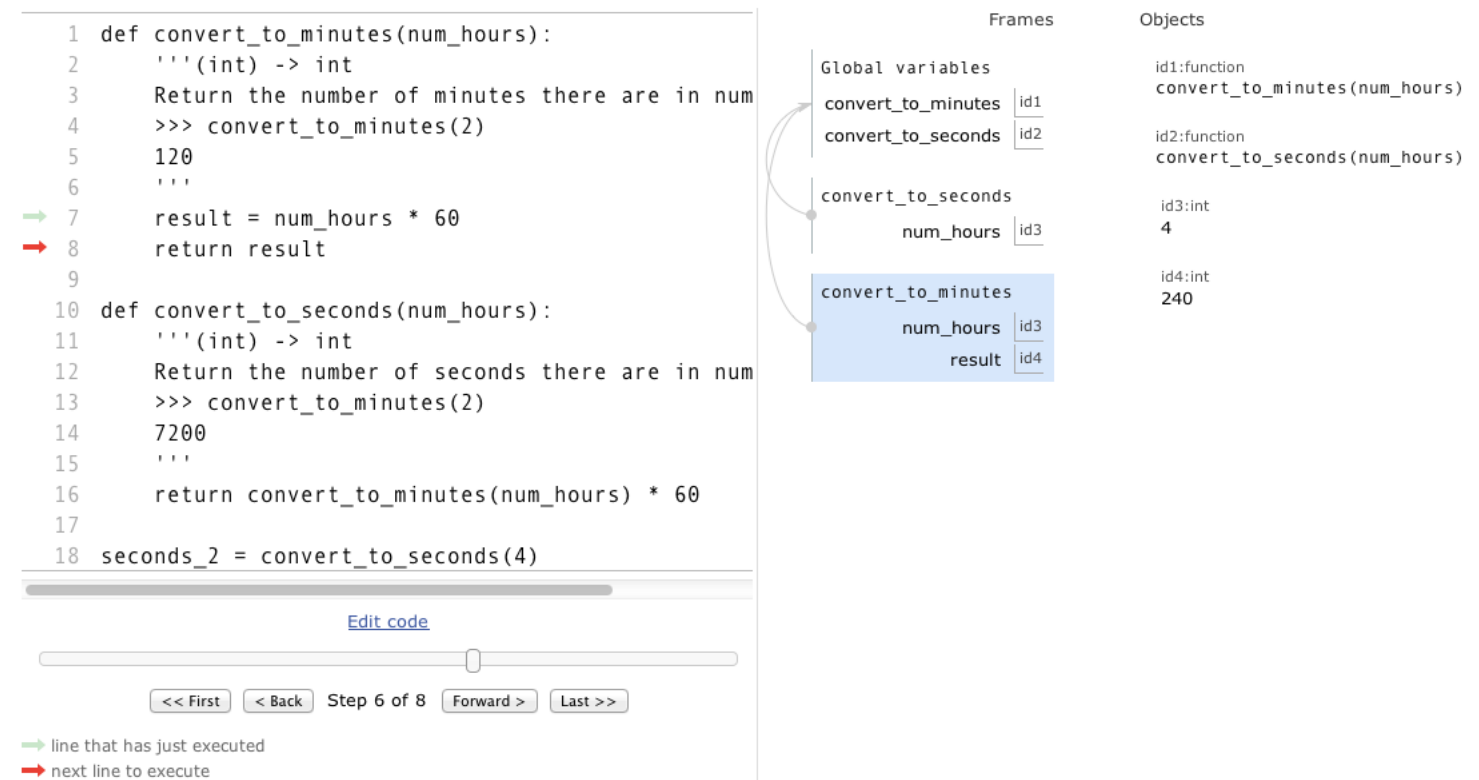 1 def convert_to_minutes(num_hours):
2 '''(int) -> int
3 Return the number of minutes there are in num
4 >>> convert_to_minutes(2)
5 120
6 '''
7 result = num_hours * 60
8 return result
9
10 def convert_to_seconds(num_hours):
11 '''(int) -> int
12 Return the number of seconds there are in num
13 >>> convert_to_minutes(2)
14 7200
15 '''
16 return convert_to_minutes(num_hours) * 60
17
18 seconds_2 = convert_to_seconds(4)
Edit code
<< First < Back Step 6 of 8 Forward > Last >>
line that has just executed
next line to execute
Frames Objects
Global variables
convert_to_minutes id1
convert_to_seconds id2
convert_to_seconds
num_hours id3
convert_to_minutes
num_hours id3
result id4
id1:function
convert_to_minutes(num_hours)
id2:function
convert_to_seconds(num_hours)
id3:int
4
id4:int
240